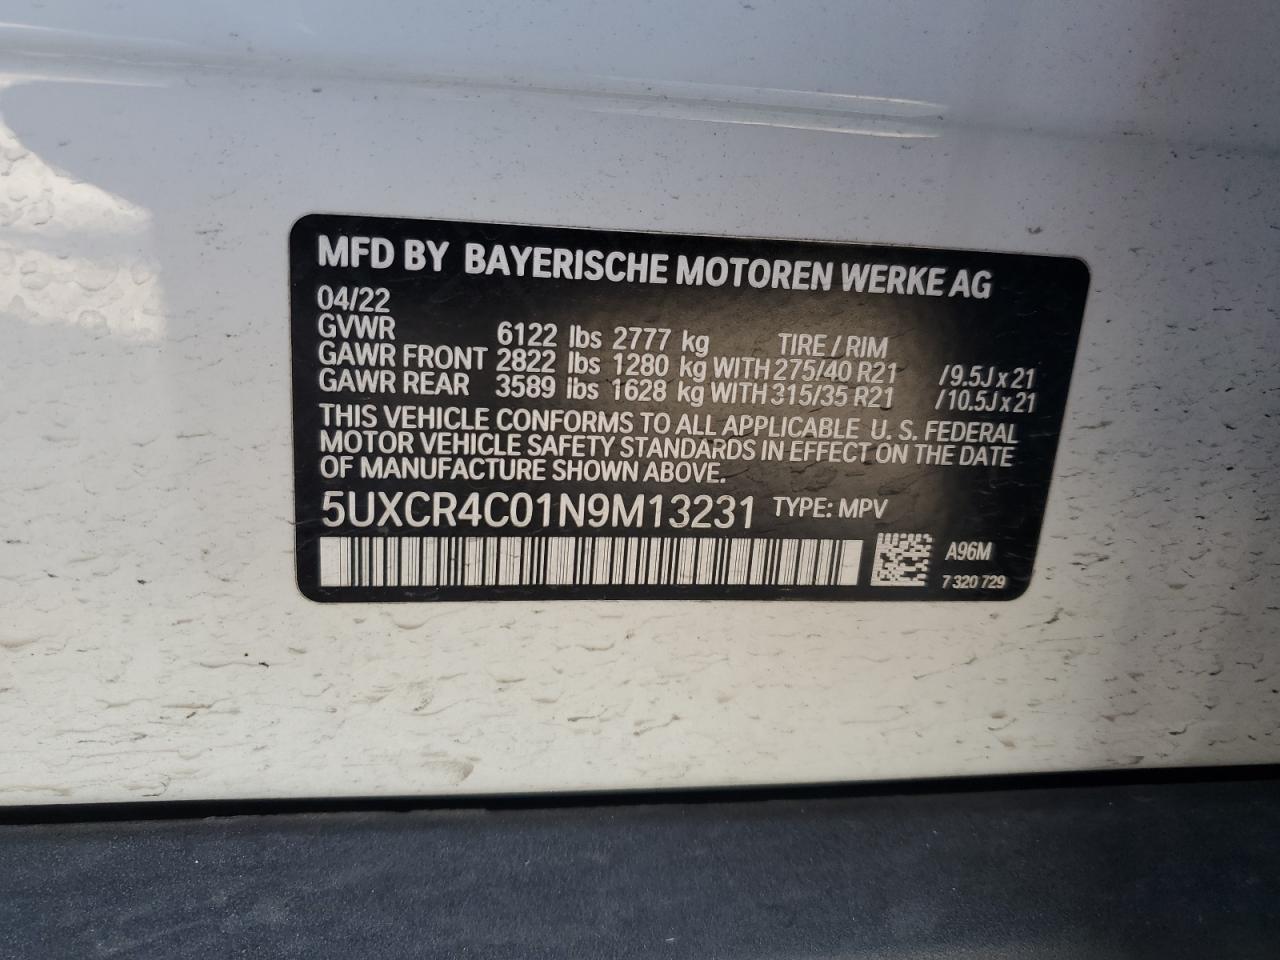 MFD BY BAYERISCHE MOTOREN WERKE AG
04/22
GVWR 6122 lbs 2777 kg TIRE / RIM
GAWR FRONT 2822 lbs 1280 kg WITH 275/40 R21 /9.5J x 21
GAWR REAR 3589 lbs 1628 kg WITH 315/35 R21 /10.5J x 21
THIS VEHICLE CONFORMS TO ALL APPLICABLE U. S. FEDERAL
MOTOR VEHICLE SAFETY STANDARDS IN EFFECT ON THE DATE
OF MANUFACTURE SHOWN ABOVE.
5UXCR4C01N9M13231 TYPE: MPV
A96M
7 320 729